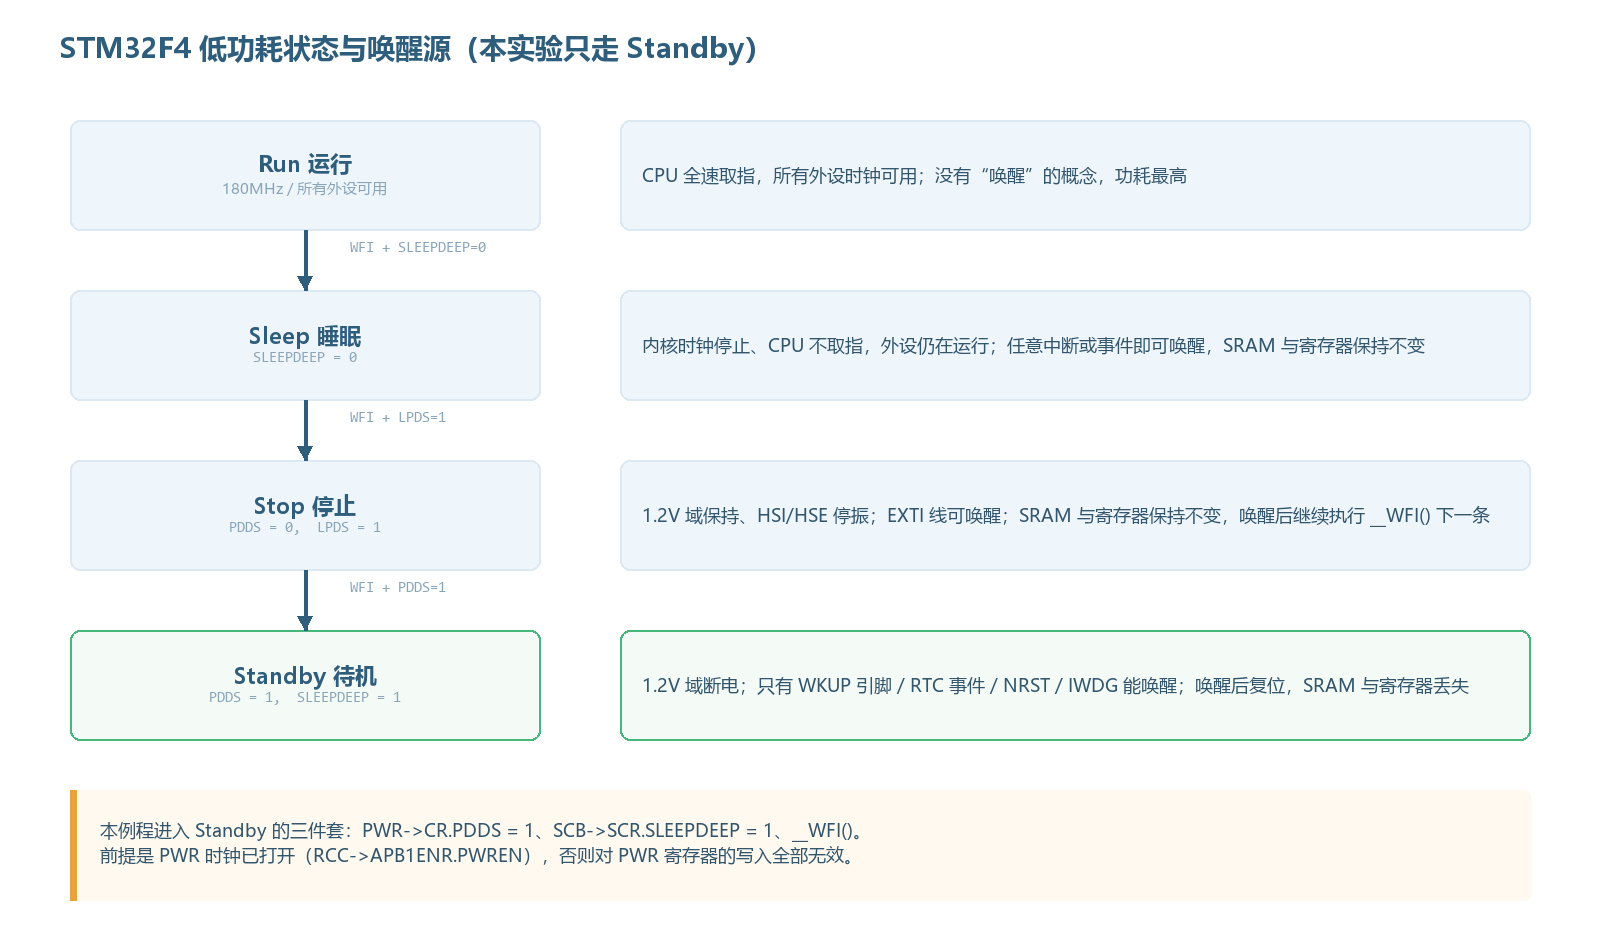 STM32F4 低功耗状态与唤醒源（本实验只走 Standby）
Run 运行
180MHz / 所有外设可用
CPU 全速取指，所有外设时钟可用；没有“唤醒”的概念，功耗最高
WFI + SLEEPDEEP=0
Sleep 睡眠
SLEEPDEEP = 0
内核时钟停止、CPU 不取指，外设仍在运行；任意中断或事件即可唤醒，SRAM 与寄存器保持不变
WFI + LPDS=1
Stop 停止
PDDS = 0,  LPDS = 1
1.2V 域保持、HSI/HSE 停振；EXTI 线可唤醒；SRAM 与寄存器保持不变，唤醒后继续执行 __WFI() 下一条
WFI + PDDS=1
Standby 待机
PDDS = 1,  SLEEPDEEP = 1
1.2V 域断电；只有 WKUP 引脚 / RTC 事件 / NRST / IWDG 能唤醒；唤醒后复位，SRAM 与寄存器丢失
本例程进入 Standby 的三件套：PWR->CR.PDDS = 1、SCB->SCR.SLEEPDEEP = 1、__WFI()。
前提是 PWR 时钟已打开（RCC->APB1ENR.PWREN），否则对 PWR 寄存器的写入全部无效。